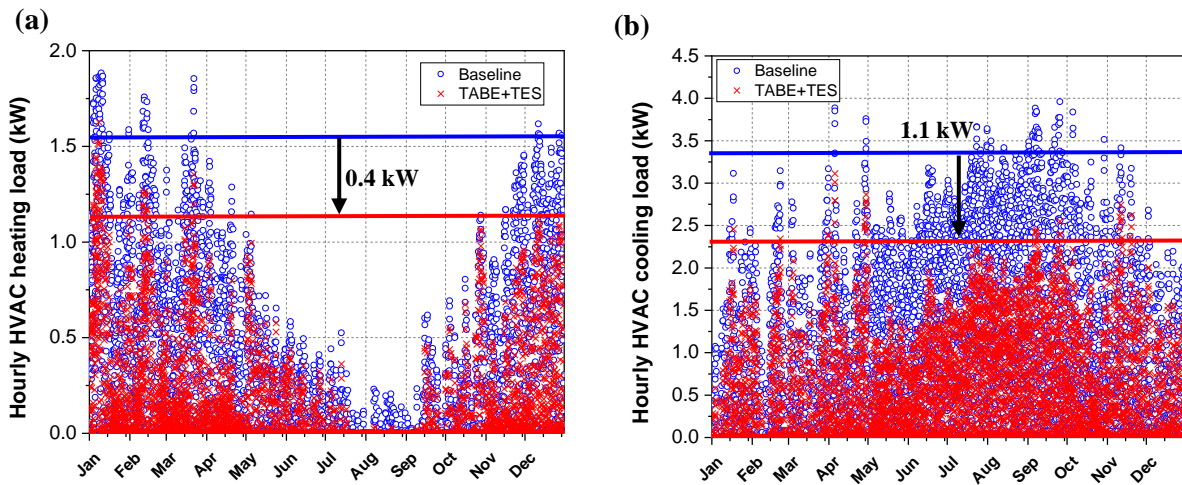 (a)
Hourly HVAC heating load (kW)
2.0
1.5
1.0
0.5
0.0
Baseline
TABE+TES
0.4 kW
Jan Feb Mar Apr May Jun Jul Aug Sep Oct Nov Dec
(b)
Hourly HVAC cooling load (kW)
4.5
4.0
3.5
3.0
2.5
2.0
1.5
1.0
0.5
0.0
Baseline
TABE+TES
1.1 kW
Jan Feb Mar Apr May Jun Jul Aug Sep Oct Nov Dec